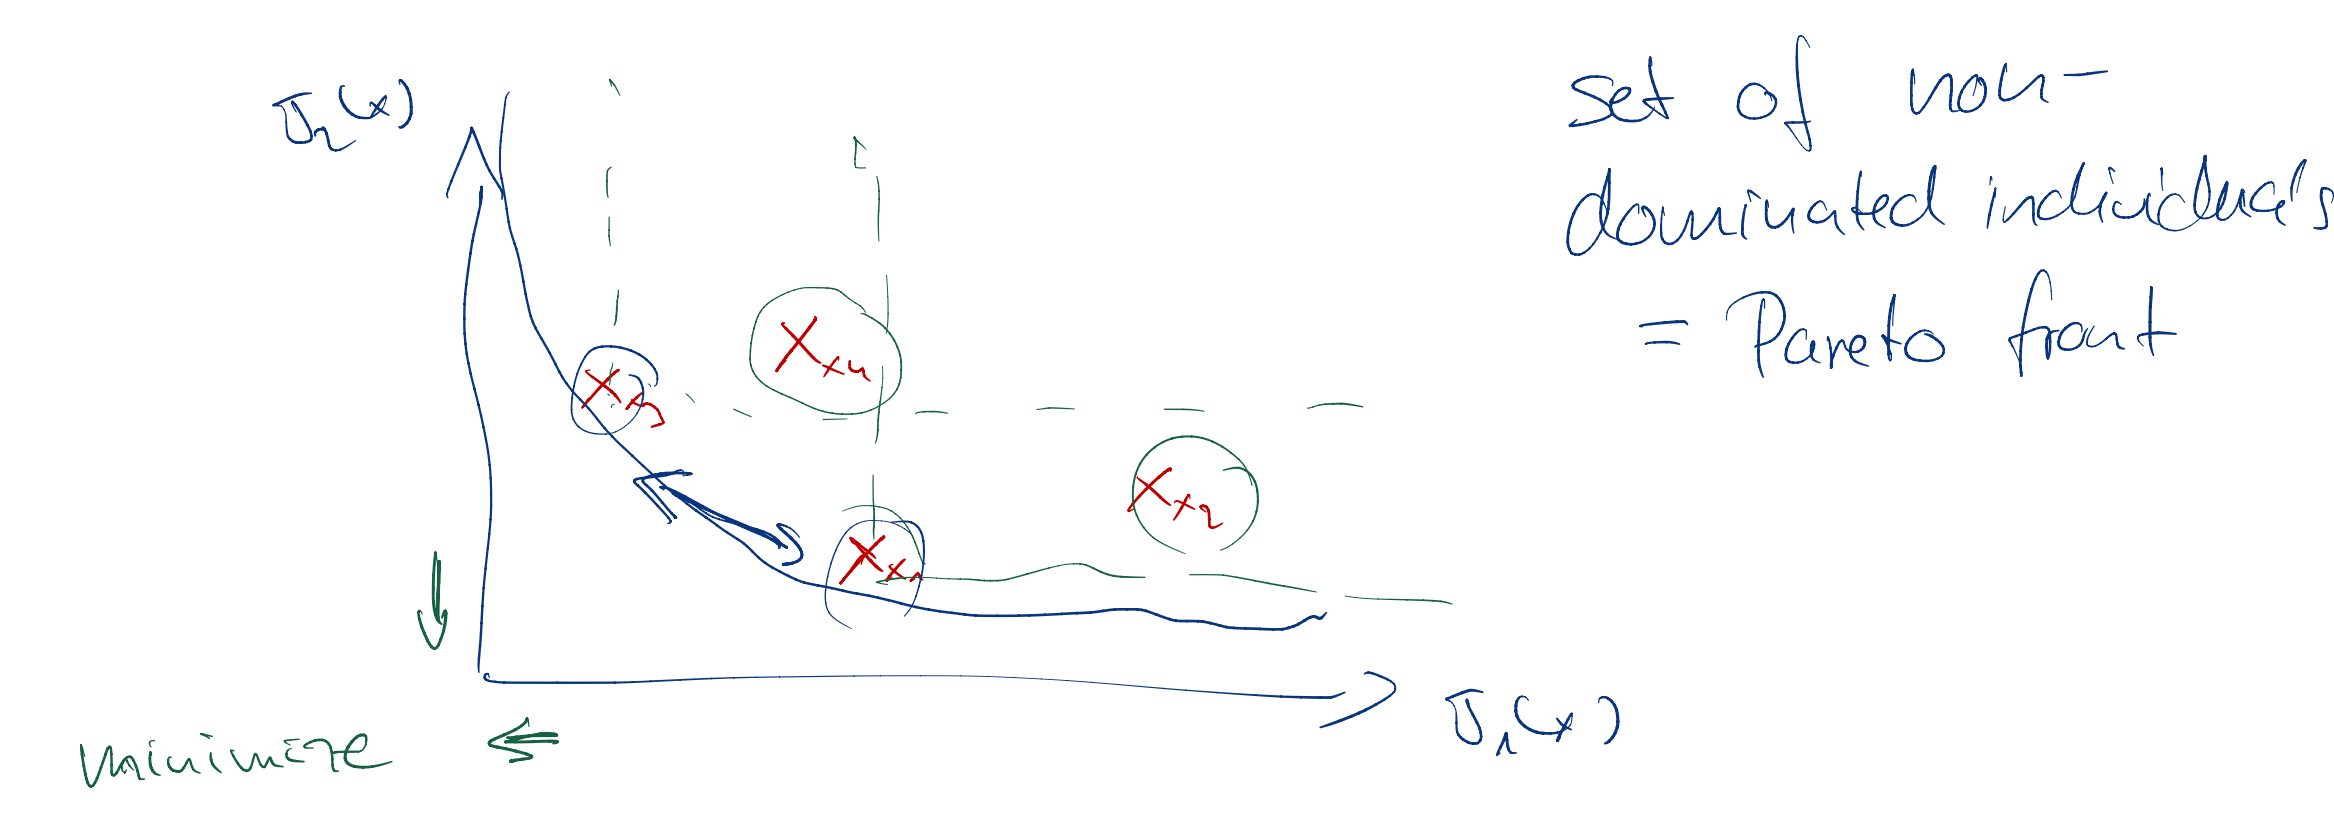 J₂(x)
set of non-
dominated individuals
= Pareto front
x₄
x₃
x₂
x₁
J₁(x)
minimize